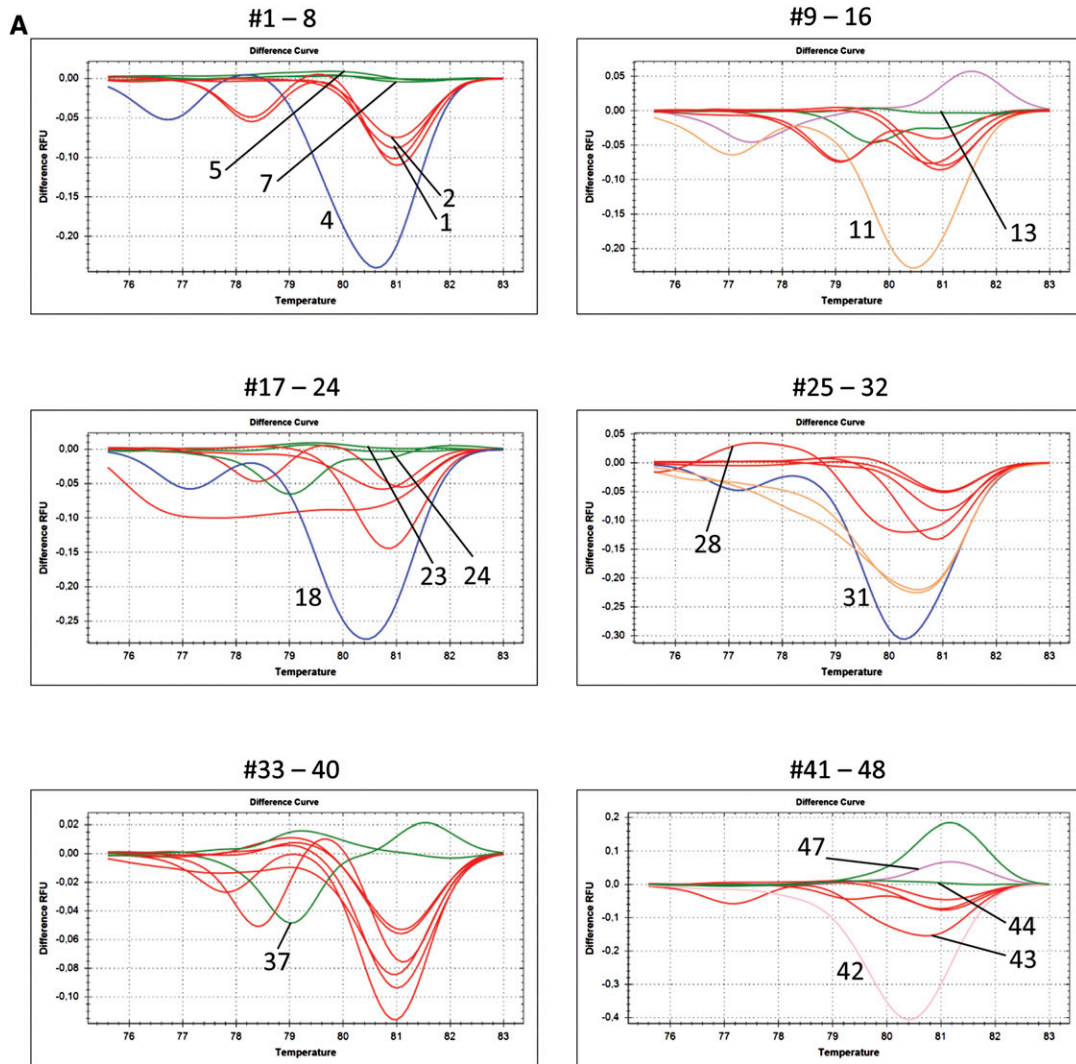 A
#1 – 8
Difference Curve
Difference RFU
0.00
-0.05
-0.10
-0.15
-0.20
5
7
4
2
1
76 77 78 79 80 81 82 83
Temperature
#9 – 16
Difference Curve
Difference RFU
0.05
0.00
-0.05
-0.10
-0.15
-0.20
11
13
76 77 78 79 80 81 82 83
Temperature
#17 – 24
Difference Curve
Difference RFU
0.00
-0.05
-0.10
-0.15
-0.20
-0.25
18
23
24
76 77 78 79 80 81 82 83
Temperature
#25 – 32
Difference Curve
Difference RFU
0.05
0.00
-0.05
-0.10
-0.15
-0.20
-0.25
-0.30
28
31
76 77 78 79 80 81 82 83
Temperature
#33 – 40
Difference Curve
Difference RFU
0.02
0.00
-0.02
-0.04
-0.06
-0.08
-0.10
37
76 77 78 79 80 81 82 83
Temperature
#41 – 48
Difference Curve
Difference RFU
0,2
0,1
0,0
-0,1
-0,2
-0,3
-0,4
47
44
43
42
76 77 78 79 80 81 82 83
Temperature